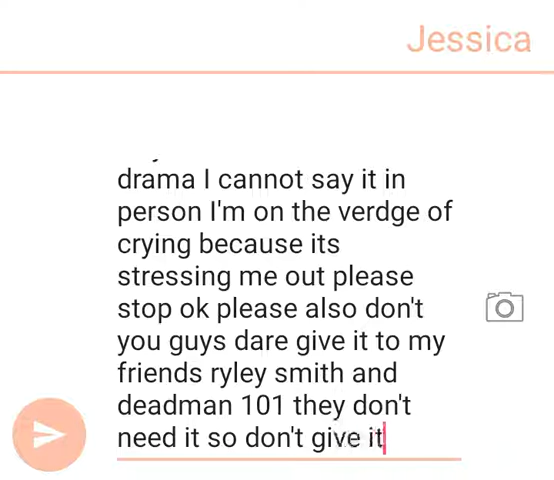 Jessica
drama I cannot say it in
person I'm on the verdge of
crying because its
stressing me out please
stop ok please also don't
you guys dare give it to my
friends ryley smith and
deadman 101 they don't
need it so don't give it